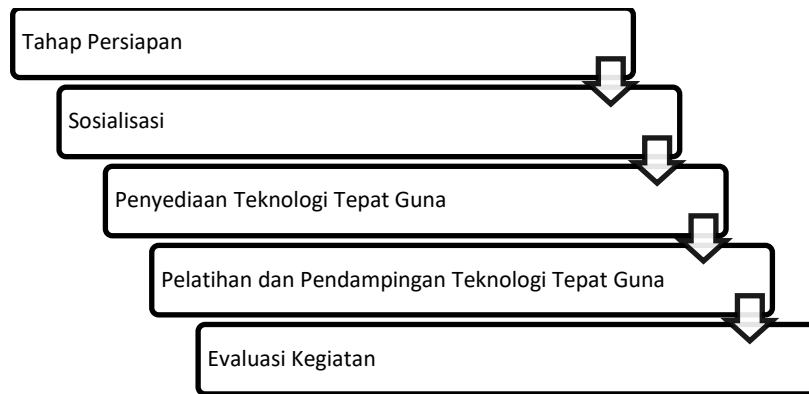 Tahap Persiapan
Sosialisasi
Penyediaan Teknologi Tepat Guna
Pelatihan dan Pendampingan Teknologi Tepat Guna
Evaluasi Kegiatan